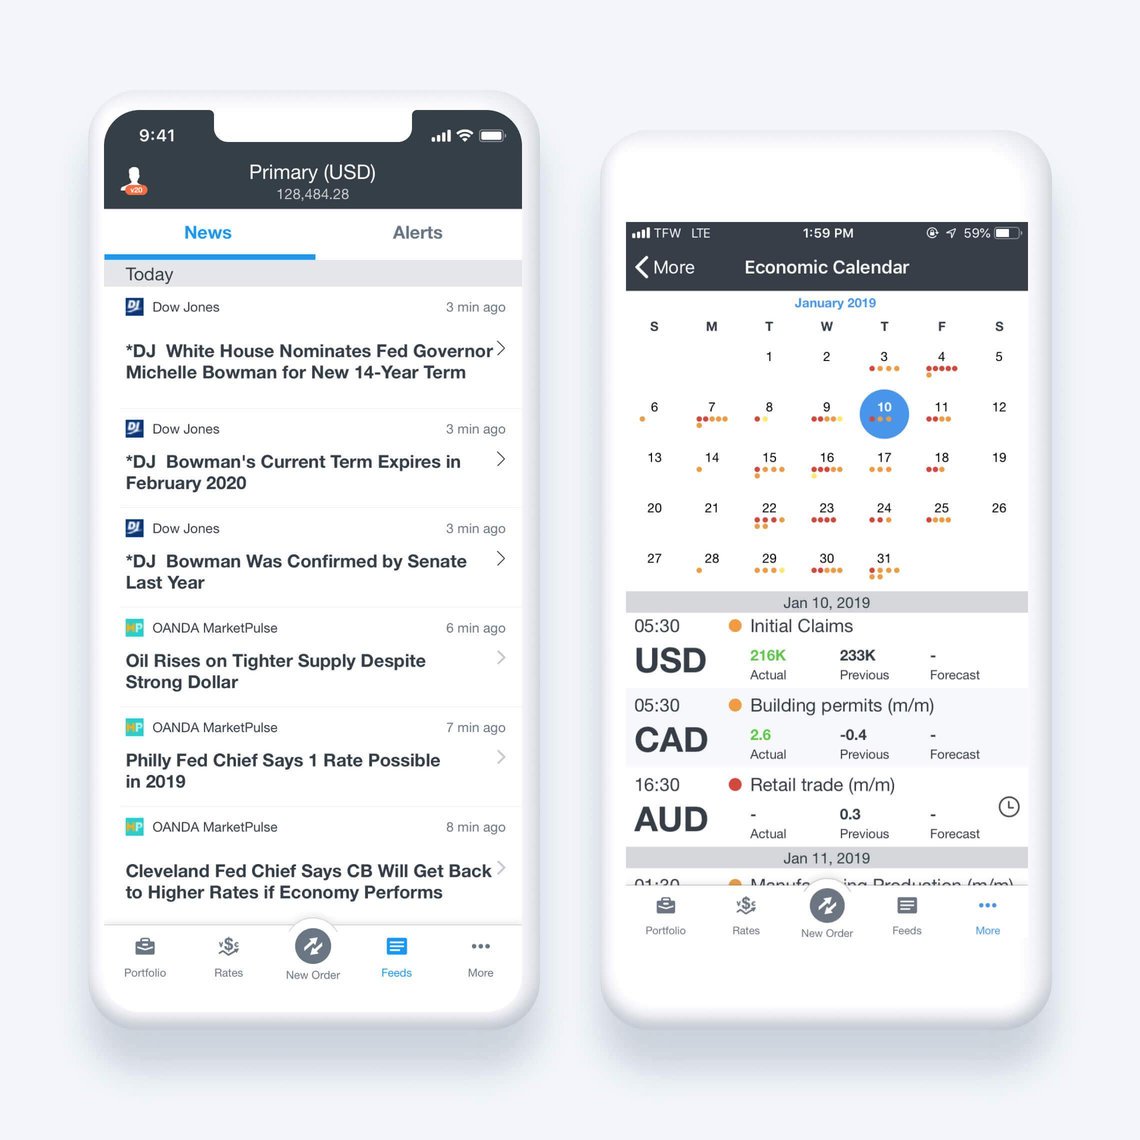 9:41
v20
Primary (USD)
128,484.28
News Alerts
Today
DJ Dow Jones 3 min ago
*DJ White House Nominates Fed Governor
Michelle Bowman for New 14-Year Term
DJ Dow Jones 3 min ago
*DJ Bowman's Current Term Expires in
February 2020
DJ Dow Jones 3 min ago
*DJ Bowman Was Confirmed by Senate
Last Year
MP OANDA MarketPulse 6 min ago
Oil Rises on Tighter Supply Despite
Strong Dollar
MP OANDA MarketPulse 7 min ago
Philly Fed Chief Says 1 Rate Possible
in 2019
MP OANDA MarketPulse 8 min ago
Cleveland Fed Chief Says CB Will Get Back
to Higher Rates if Economy Performs
Portfolio Rates New Order Feeds More
TFW LTE 1:59 PM 59%
More Economic Calendar
January 2019
S M T W T F S
1 2 3 4 5
6 7 8 9 10 11 12
13 14 15 16 17 18 19
20 21 22 23 24 25 26
27 28 29 30 31
Jan 10, 2019
05:30 Initial Claims
USD 216K 233K -
Actual Previous Forecast
05:30 Building permits (m/m)
CAD 2.6 -0.4 -
Actual Previous Forecast
16:30 Retail trade (m/m)
AUD - 0.3 -
Actual Previous Forecast
Jan 11, 2019
01:30 Manufacturing Production (m/m)
Portfolio Rates New Order Feeds More